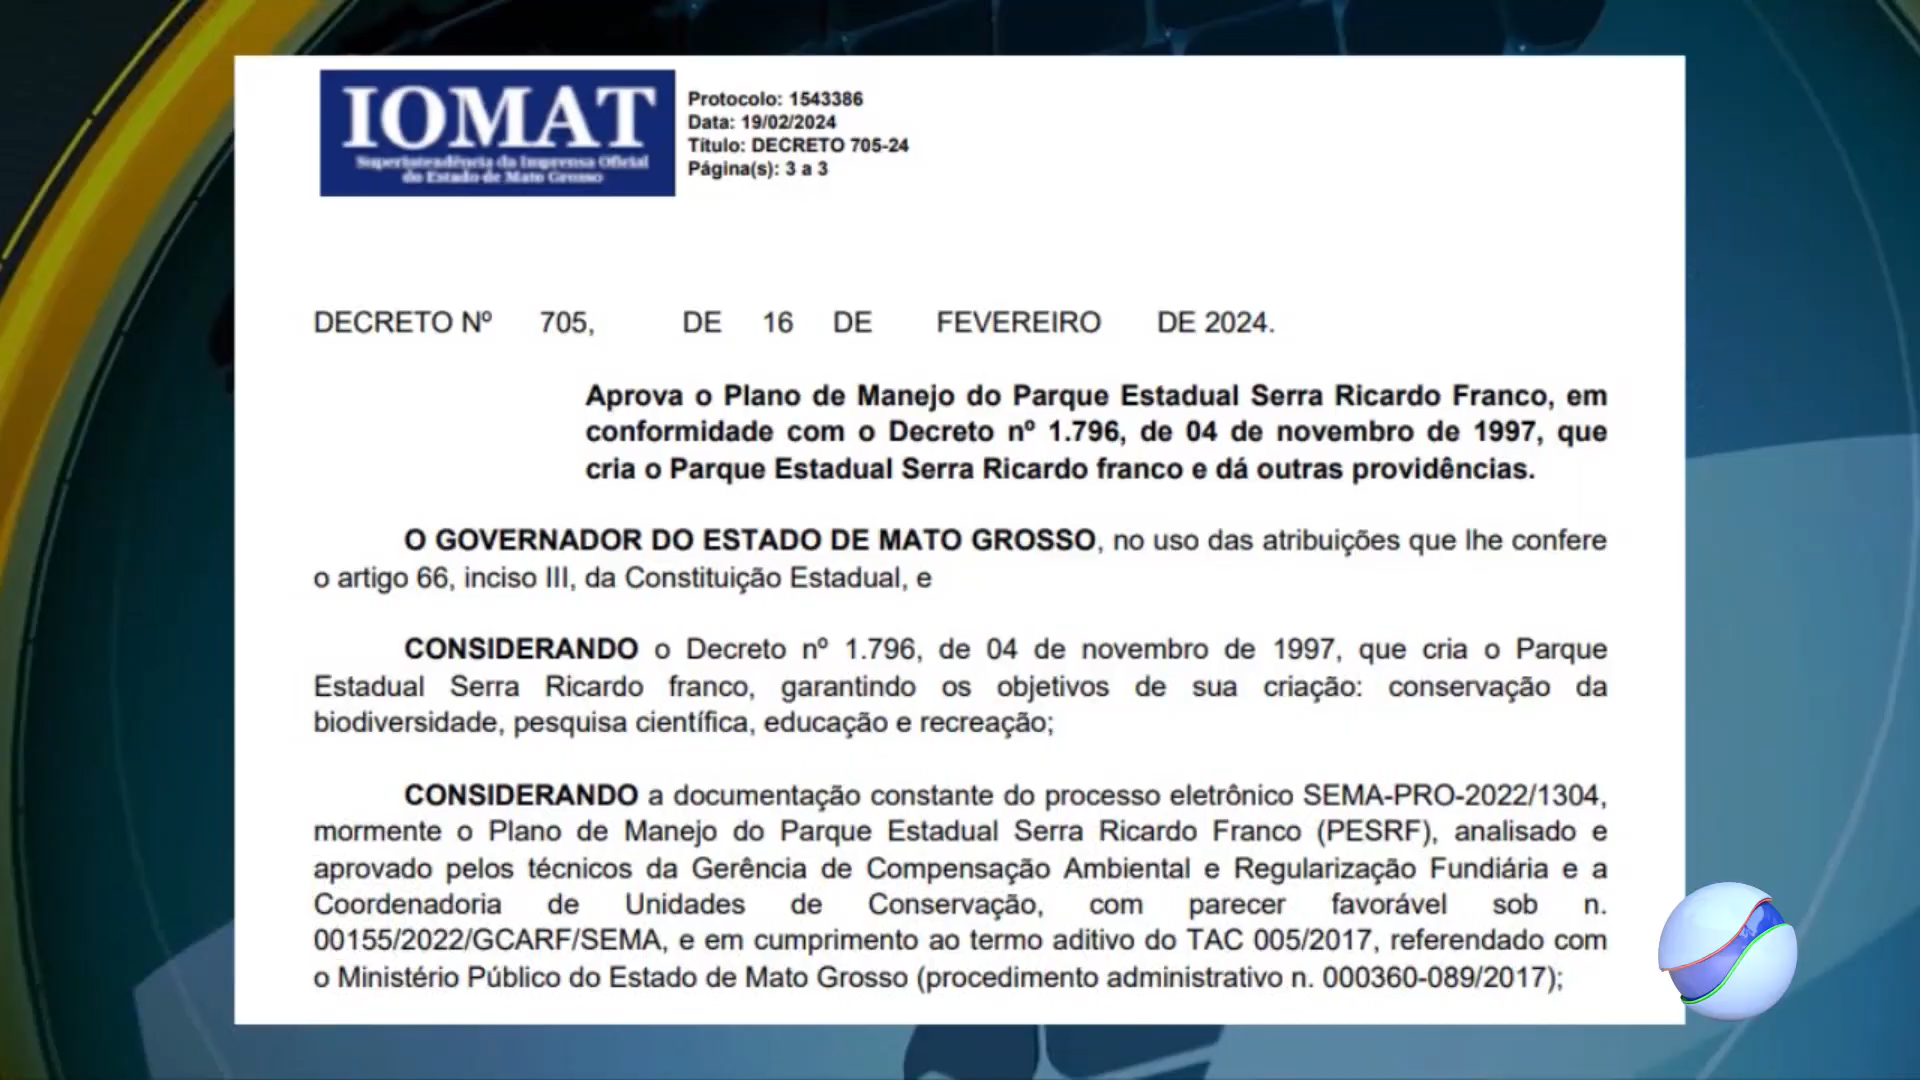 IOMAT
Superintendência da Imprensa Oficial
do Estado de Mato Grosso
Protocolo: 1543386
Data: 19/02/2024
Título: DECRETO 705-24
Página(s): 3 a 3
DECRETO Nº 705, DE 16 DE FEVEREIRO DE 2024.
Aprova o Plano de Manejo do Parque Estadual Serra Ricardo Franco, em
conformidade com o Decreto nº 1.796, de 04 de novembro de 1997, que
cria o Parque Estadual Serra Ricardo franco e dá outras providências.
O GOVERNADOR DO ESTADO DE MATO GROSSO, no uso das atribuições que lhe confere
o artigo 66, inciso III, da Constituição Estadual, e
CONSIDERANDO o Decreto nº 1.796, de 04 de novembro de 1997, que cria o Parque
Estadual Serra Ricardo franco, garantindo os objetivos de sua criação: conservação da
biodiversidade, pesquisa científica, educação e recreação;
CONSIDERANDO a documentação constante do processo eletrônico SEMA-PRO-2022/1304,
mormente o Plano de Manejo do Parque Estadual Serra Ricardo Franco (PESRF), analisado e
aprovado pelos técnicos da Gerência de Compensação Ambiental e Regularização Fundiária e a
Coordenadoria de Unidades de Conservação, com parecer favorável sob n.
00155/2022/GCARF/SEMA, e em cumprimento ao termo aditivo do TAC 005/2017, referendado com
o Ministério Público do Estado de Mato Grosso (procedimento administrativo n. 000360-089/2017);